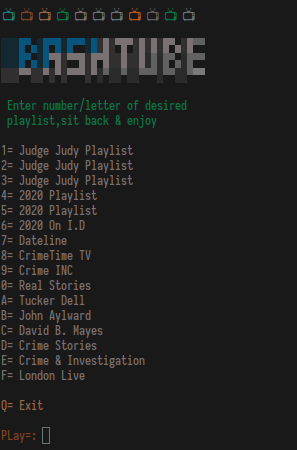 BASHTUBE
Enter number/letter of desired
playlist,sit back & enjoy
1= Judge Judy Playlist
2= Judge Judy Playlist
3= Judge Judy Playlist
4= 2020 Playlist
5= 2020 Playlist
6= 2020 On I.D
7= Dateline
8= CrimeTime TV
9= Crime INC
0= Real Stories
A= Tucker Dell
B= John Aylward
C= David B. Mayes
D= Crime Stories
E= Crime & Investigation
F= London Live
Q= Exit
PLay=: